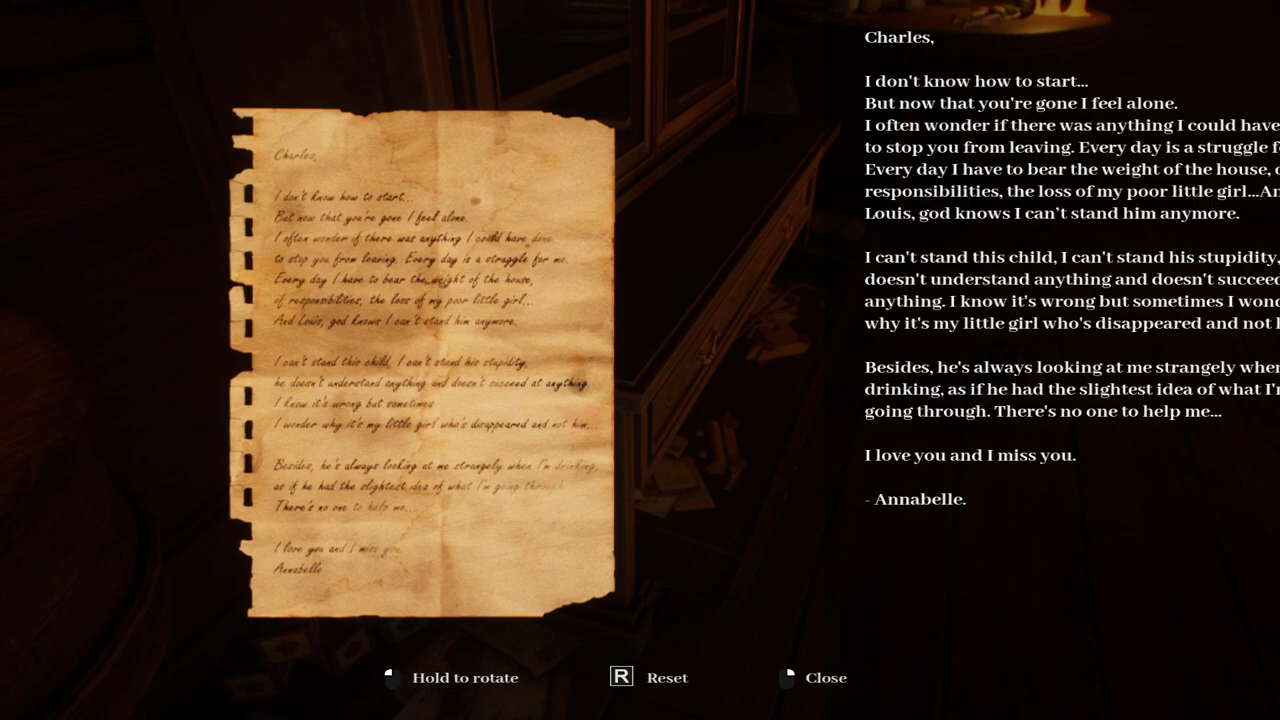 Charles,
I don't know how to start...
But now that you're gone I feel alone.
I often wonder if there was anything I could have done
to stop you from leaving. Every day is a struggle for me.
Every day I have to bear the weight of the house,
of responsibilities, the loss of my poor little girl...
And Louis, god knows I can't stand him anymore.
I can't stand this child, I can't stand his stupidity,
he doesn't understand anything and doesn't succeed at anything.
I know it's wrong but sometimes
I wonder why it's my little girl who's disappeared and not him...
Besides, he's always looking at me strangely when I'm drinking,
as if he had the slightest idea of what I'm going through.
There's no one to help me...
I love you and I miss you
Annabelle
Charles,
I don't know how to start...
But now that you're gone I feel alone.
I often wonder if there was anything I could have
to stop you from leaving. Every day is a struggle f
Every day I have to bear the weight of the house, o
responsibilities, the loss of my poor little girl...An
Louis, god knows I can't stand him anymore.
I can't stand this child, I can't stand his stupidity,
doesn't understand anything and doesn't succeed
anything. I know it's wrong but sometimes I wond
why it's my little girl who's disappeared and not h
Besides, he's always looking at me strangely when
drinking, as if he had the slightest idea of what I'm
going through. There's no one to help me...
I love you and I miss you.
- Annabelle.
Hold to rotate
R Reset
Close